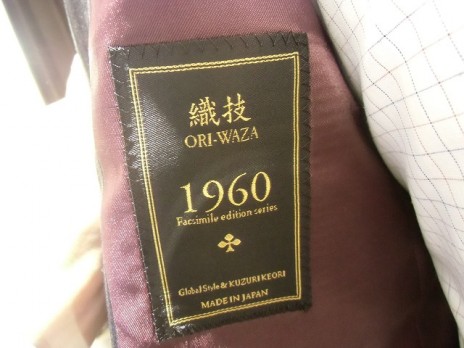 織技
ORI-WAZA
1960
Facsimile edition series
Global Style & KUZURI KEORI
MADE IN JAPAN